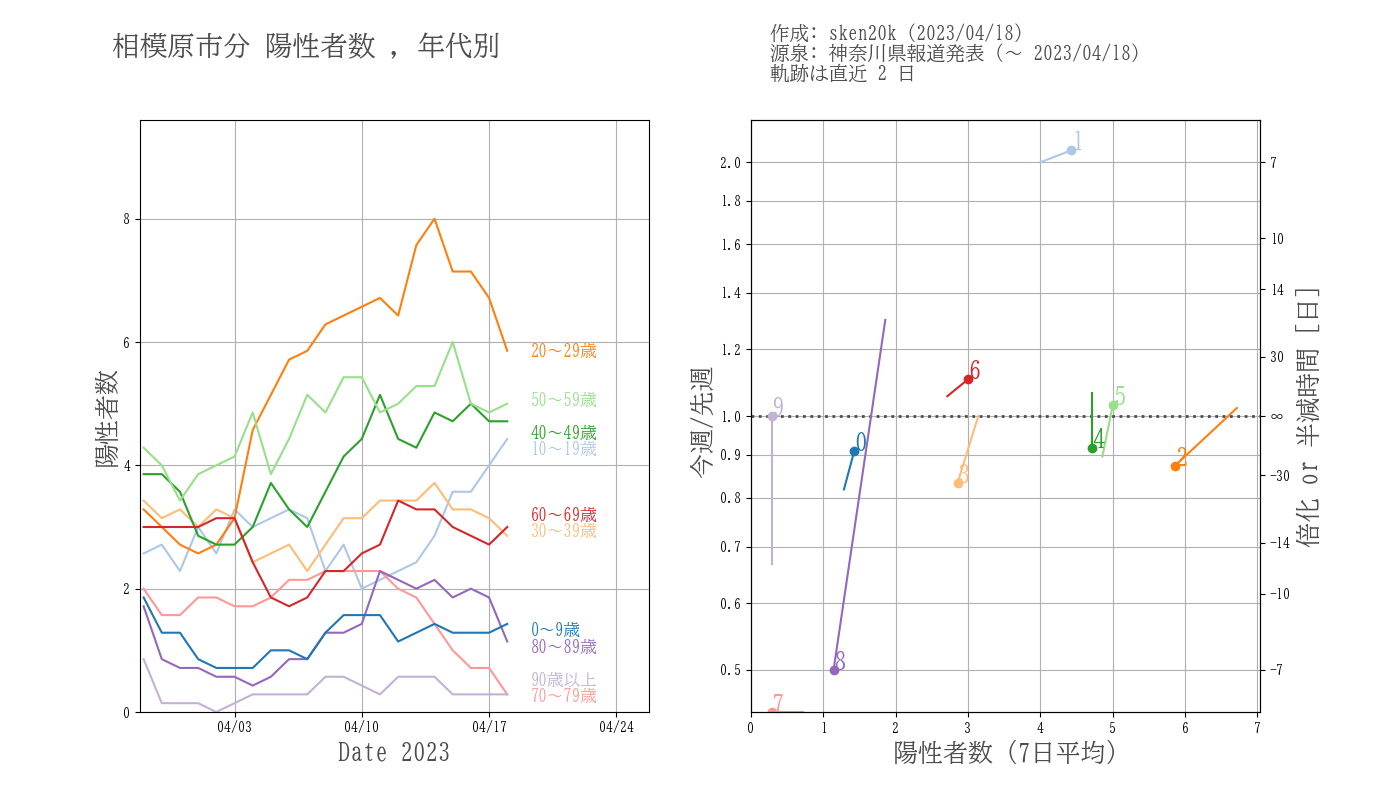 相模原市分 陽性者数 , 年代別
作成: sken20k (2023/04/18)
源泉: 神奈川県報道発表 (～ 2023/04/18)
軌跡は直近 2 日
陽性者数
8
6
4
2
0
20～29歳
50～59歳
40～49歳
10～19歳
60～69歳
30～39歳
0～9歳
80～89歳
90歳以上
70～79歳
04/03
04/10
04/17
04/24
Date 2023
今週/先週
2.0
1.8
1.6
1.4
1.2
1.0
0.9
0.8
0.7
0.6
0.5
1
6
9
5
0
4
2
3
8
7
7
10
14
30
∞
−30
−14
−10
−7
倍化 or 半減時間 [日]
0
1
2
3
4
5
6
7
陽性者数 (7日平均)